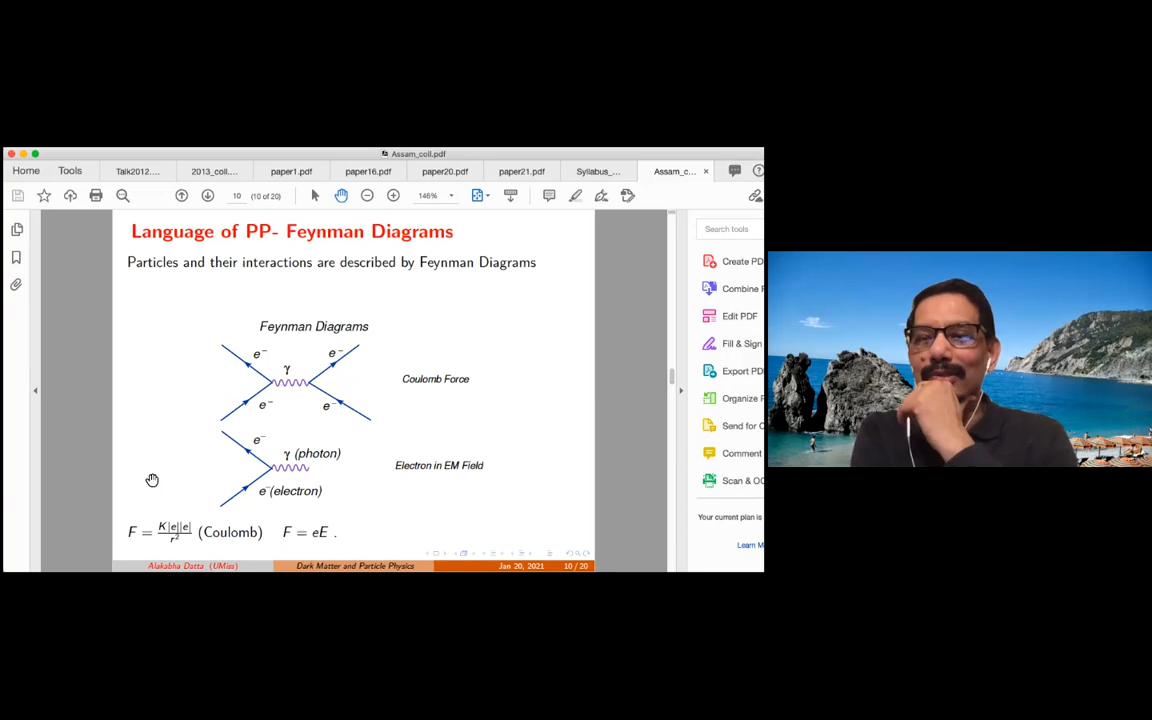 Assam_coll.pdf
Home Tools Talk2012.... 2013_coll.... paper1.pdf paper16.pdf paper20.pdf paper21.pdf Syllabus_... Assam_c... ×
10 (10 of 20) 146%
Language of PP- Feynman Diagrams
Particles and their interactions are described by Feynman Diagrams
Feynman Diagrams
e⁻ e⁻
γ
Coulomb Force
e⁻ e⁻
e⁻
γ (photon)
Electron in EM Field
e⁻(electron)
F = K|e||e|/r² (Coulomb) F = eE .
Alakabha Datta (UMiss) Dark Matter and Particle Physics Jan 20, 2021 10 / 20
Search tools
Create PD
Combine F
Edit PDF
Fill & Sign
Export PD
Organize P
Send for C
Comment
Scan & OC
Your current plan is
Learn M